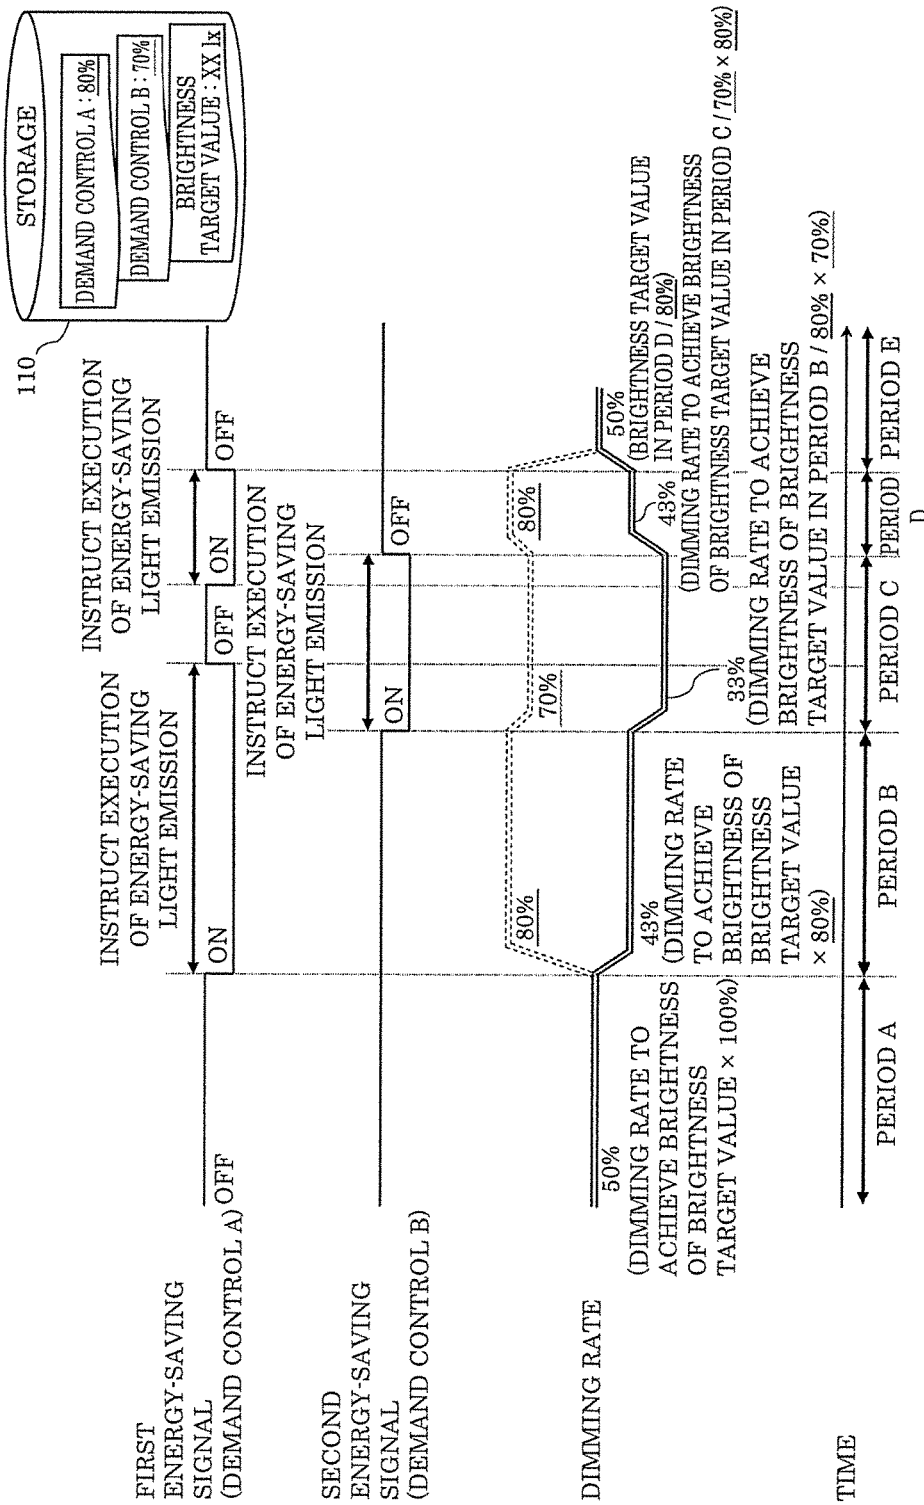 STORAGE
DEMAND CONTROL A : 80%
DEMAND CONTROL B : 70%
BRIGHTNESS
TARGET VALUE : XX lx
110
FIRST
ENERGY-SAVING
SIGNAL
(DEMAND CONTROL A)
OFF
INSTRUCT EXECUTION
OF ENERGY-SAVING
LIGHT EMISSION
ON
OFF
INSTRUCT EXECUTION
OF ENERGY-SAVING
LIGHT EMISSION
ON
OFF
SECOND
ENERGY-SAVING
SIGNAL
(DEMAND CONTROL B)
INSTRUCT EXECUTION
OF ENERGY-SAVING
LIGHT EMISSION
ON
OFF
DIMMING RATE
80%
70%
80%
50%
(DIMMING RATE TO
ACHIEVE BRIGHTNESS
OF BRIGHTNESS
TARGET VALUE × 100%)
43%
(DIMMING RATE
TO ACHIEVE
BRIGHTNESS OF
BRIGHTNESS
TARGET VALUE
× 80%)
33%
(DIMMING RATE TO ACHIEVE
BRIGHTNESS OF BRIGHTNESS
TARGET VALUE IN PERIOD B / 80% × 70%)
43%
(DIMMING RATE TO ACHIEVE BRIGHTNESS
OF BRIGHTNESS TARGET VALUE IN PERIOD C / 70% × 80%)
50%
(BRIGHTNESS TARGET VALUE
IN PERIOD D / 80%)
TIME
PERIOD A
PERIOD B
PERIOD C
PERIOD
D
PERIOD E